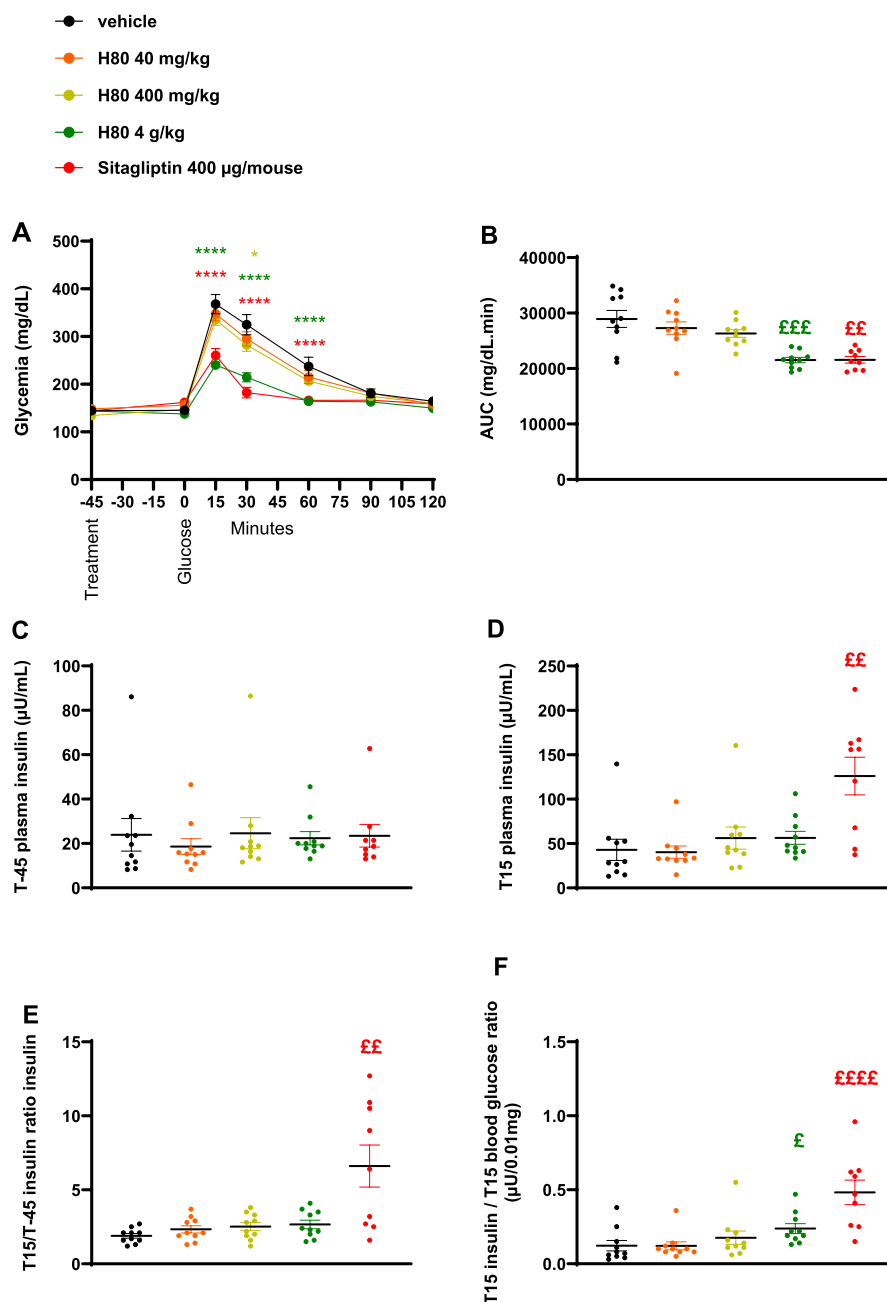 vehicle
H80 40 mg/kg
H80 400 mg/kg
H80 4 g/kg
Sitagliptin 400 µg/mouse
A
Glycemia (mg/dL)
500
400
300
200
100
0
****
****
*
****
****
****
****
-45 -30 -15 0 15 30 45 60 75 90 105 120
Treatment
Glucose
Minutes
B
AUC (mg/dL.min)
40000
30000
20000
10000
0
£££
££
C
T-45 plasma insulin (µU/mL)
100
80
60
40
20
0
D
T15 plasma insulin (µU/mL)
250
200
150
100
50
0
££
E
T15/T-45 insulin ratio insulin
15
10
5
0
££
F
T15 insulin / T15 blood glucose ratio
(µU/0.01mg)
1.5
1.0
0.5
0.0
£
££££